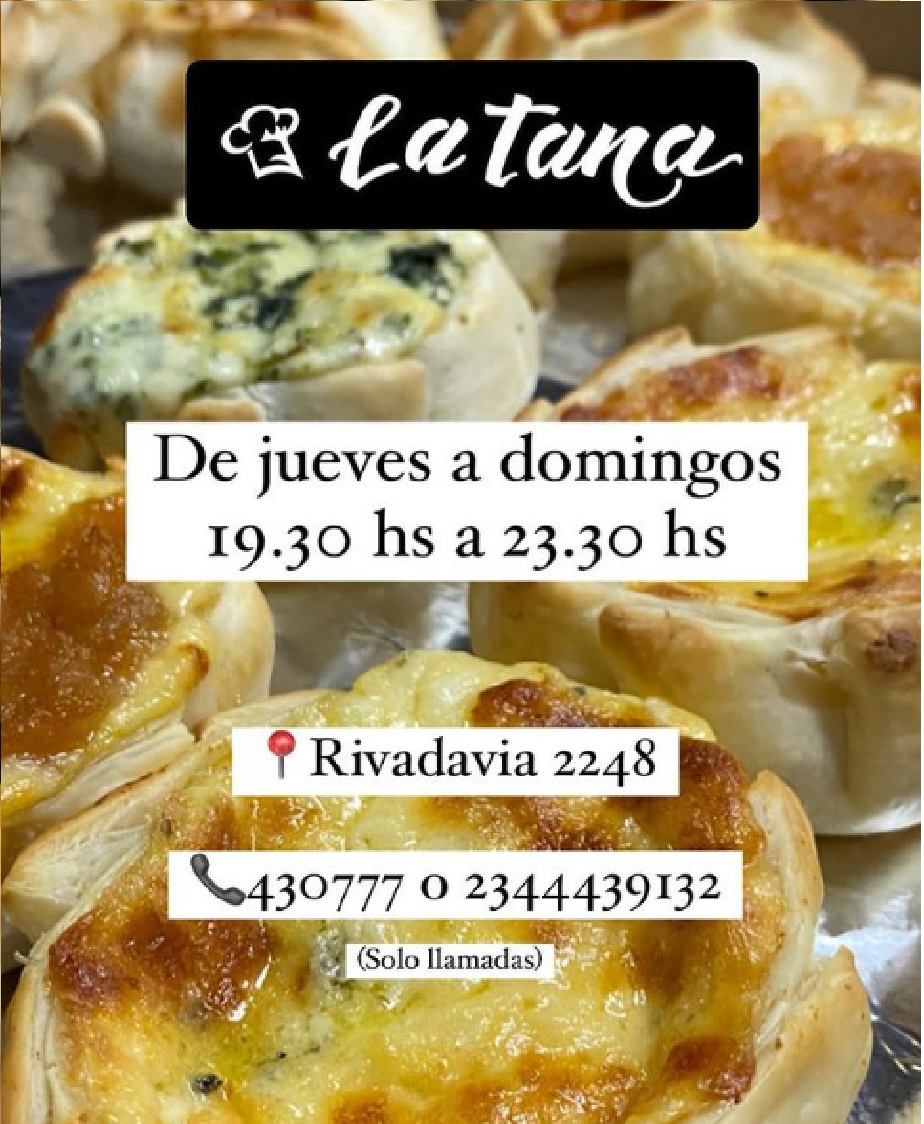 La Tana
De jueves a domingos
19.30 hs a 23.30 hs
📍Rivadavia 2248
📞430777 o 2344439132
(Solo llamadas)